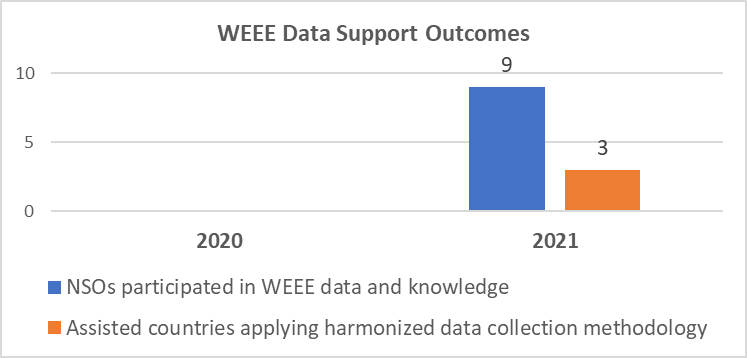 WEEE Data Support Outcomes
10
5
0
9
3
2020
2021
NSOs participated in WEEE data and knowledge
Assisted countries applying harmonized data collection methodology